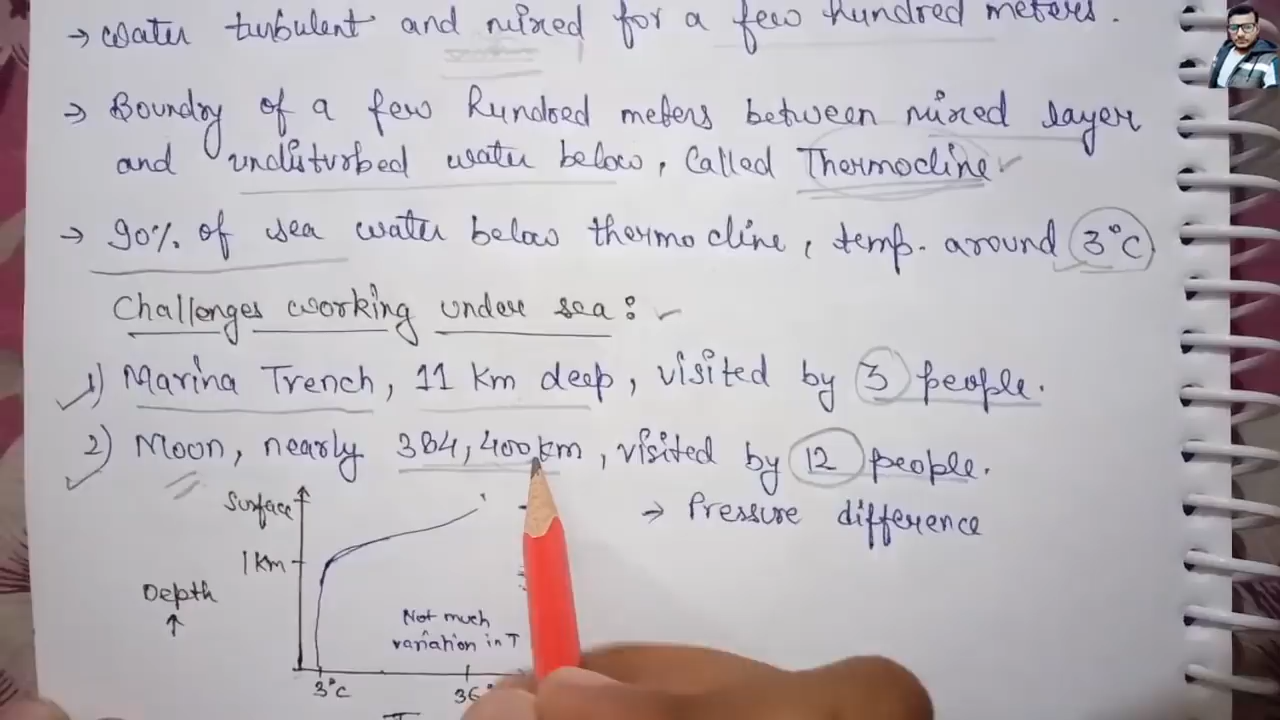 → Water turbulent and mixed for a few hundred meters.
→ Boundry of a few hundred meters between mixed layer
and undisturbed water below, called Thermocline
→ 90% of sea water below thermocline, temp. around 3°C
Challenges working under sea:
1) Marina Trench, 11 km deep, visited by 3 people.
2) Moon, nearly 384,400 km, visited by 12 people.
→ Pressure difference
Surface
1 Km
Depth
↑
Not much
variation in T
3°C
36°